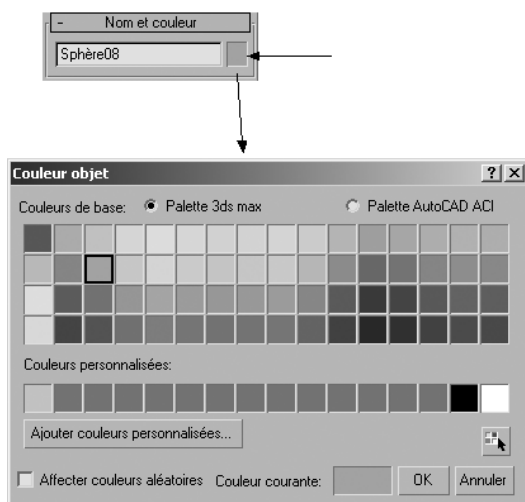 - Nom et couleur
Sphère08
Couleur objet
Couleurs de base: Palette 3ds max Palette AutoCAD ACI
Couleurs personnalisées:
Ajouter couleurs personnalisées...
Affecter couleurs aléatoires Couleur courante: OK Annuler